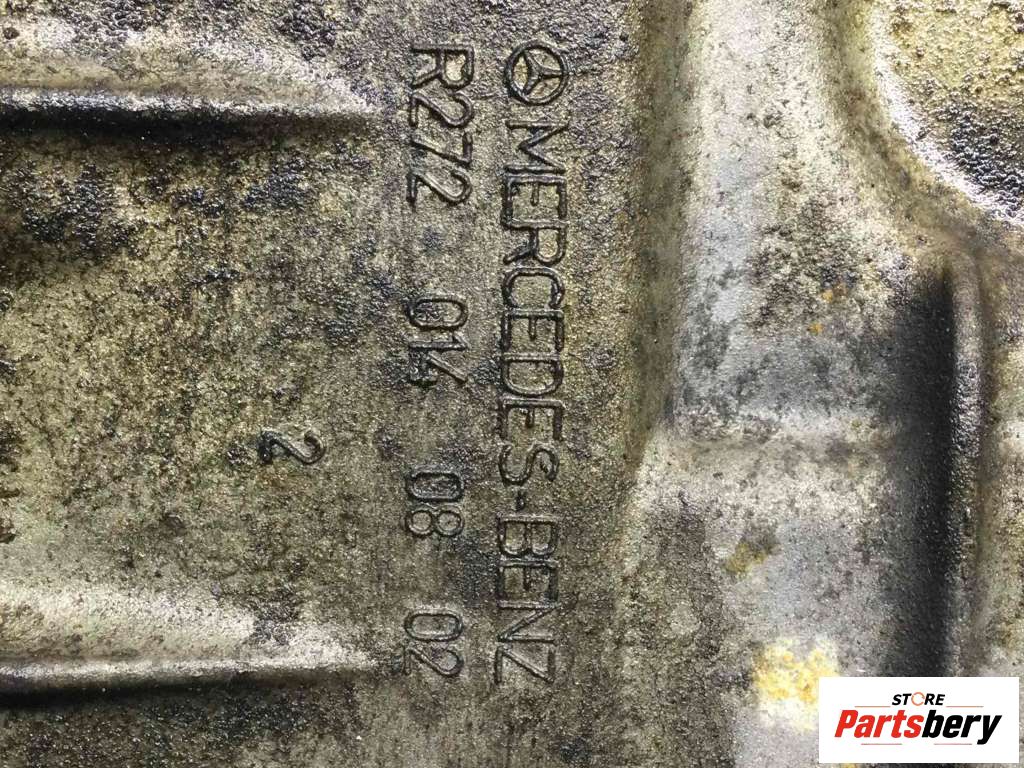 MERCEDES-BENZ
R272 014 08 02
2
STORE
Partsbery